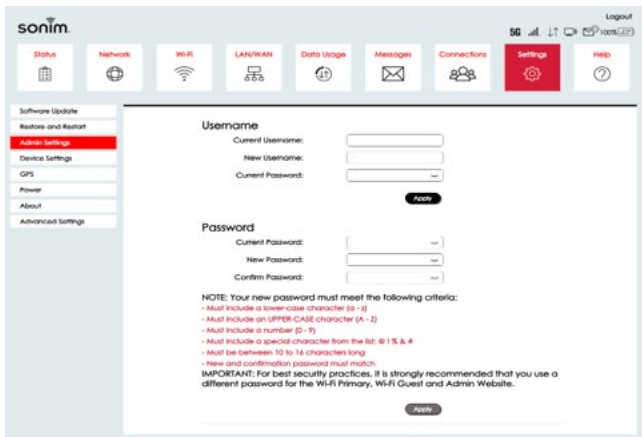 sonim
Logout
5G 100%
Status Network Wi-Fi LAN/WAN Data Usage Messages Connections Settings Help
Software Update
Restore and Restart
Admin Settings
Device Settings
GPS
Power
About
Advanced Settings
Username
Current Username:
New Username:
Current Password:
Apply
Password
Current Password:
New Password:
Confirm Password:
NOTE: Your new password must meet the following criteria:
- Must include a lower-case character (a - z)
- Must include an UPPER-CASE character (A - Z)
- Must include a number (0 - 9)
- Must include a special character from the list: @ ! % & #
- Must be between 10 to 16 characters long
- New and confirmation password must match
IMPORTANT: For best security practices, it is strongly recommended that you use a
different password for the Wi-Fi Primary, Wi-Fi Guest and Admin Website.
Apply